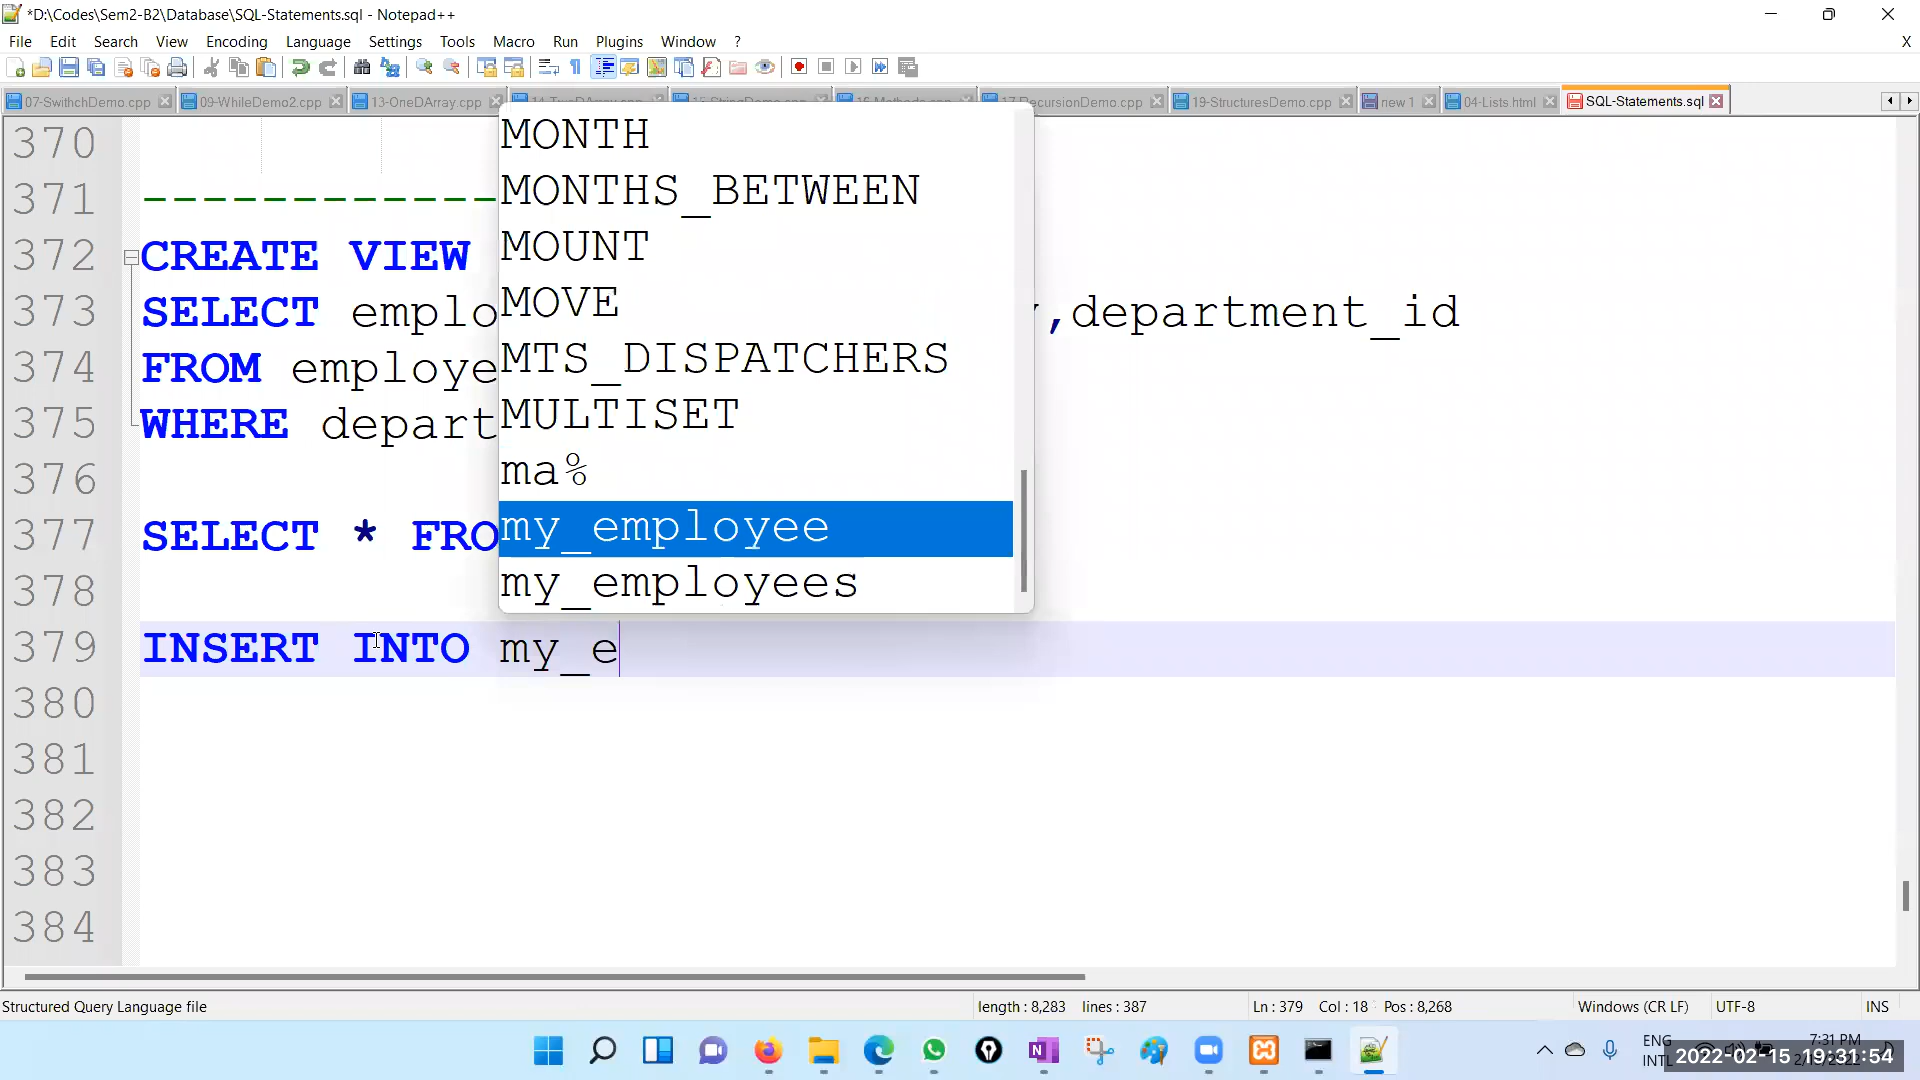 *D:\Codes\Sem2-B2\Database\SQL-Statements.sql - Notepad++
File Edit Search View Encoding Language Settings Tools Macro Run Plugins Window ? X
07-SwithchDemo.cpp 09-WhileDemo2.cpp 13-OneDArray.cpp 17-RecursionDemo.cpp 19-StructuresDemo.cpp new 1 04-Lists html SQL-Statements.sql
370
371 ------------
372 CREATE VIEW
373 SELECT emplo ,department_id
374 FROM employe
375 WHERE depart
376
377 SELECT * FRO
378
379 INSERT INTO my_e
380
381
382
383
384
MONTH
MONTHS_BETWEEN
MOUNT
MOVE
MTS_DISPATCHERS
MULTISET
ma%
my_employee
my_employees
Structured Query Language file length : 8,283 lines : 387 Ln : 379 Col : 18 Pos : 8,268 Windows (CR LF) UTF-8 INS
ENG
INTL
7:31 PM
2022-02-15 19:31:54